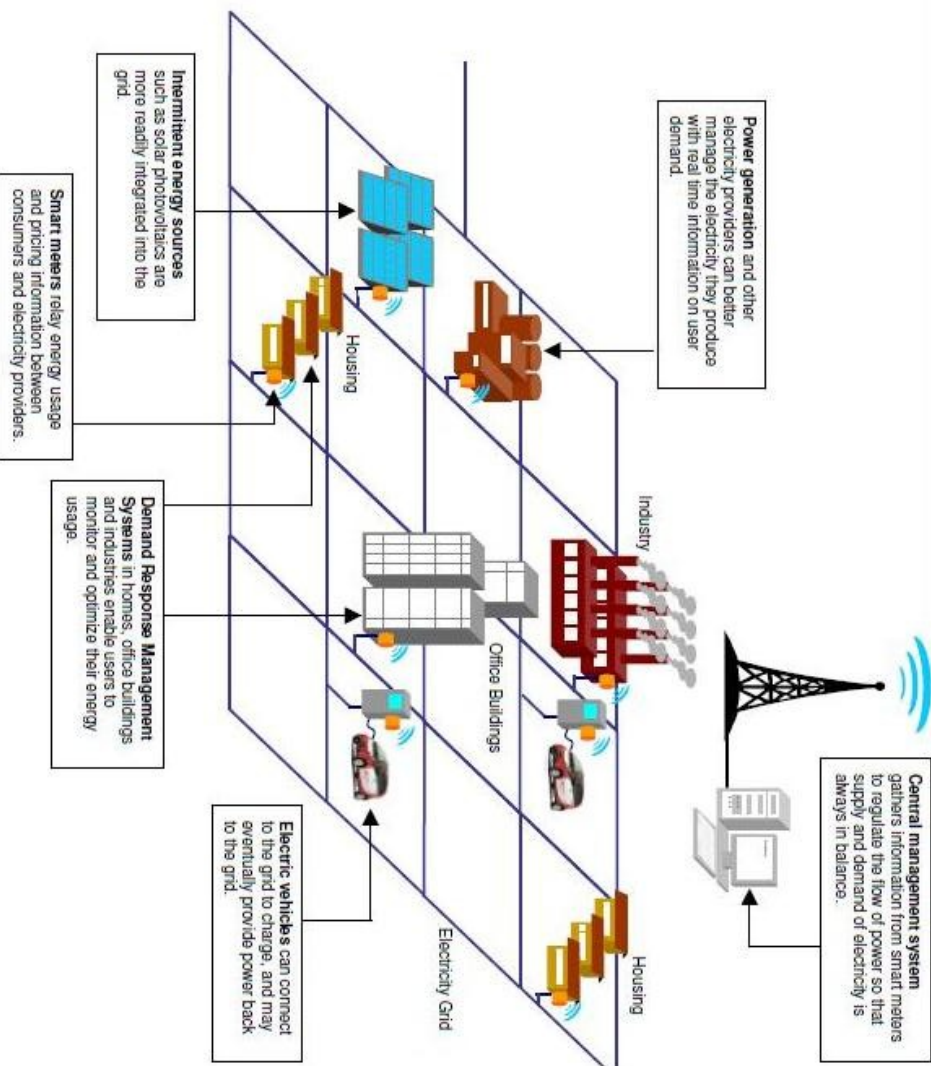 Power generation and other
electricity providers can better
manage the electricity they produce
with real time information on user
demand.
Central management system
gathers information from smart meters
to regulate the flow of power so that
supply and demand of electricity is
always in balance.
Industry
Housing
Office Buildings
Housing
Electricity Grid
Intermittent energy sources
such as solar photovoltaics are
more readily integrated into the
grid.
Smart meters relay energy usage
and pricing information between
consumers and electricity providers.
Demand Response Management
Systems in homes, office buildings
and industries enable users to
monitor and optimize their energy
usage.
Electric vehicles can connect
to the grid to charge, and may
eventually provide power back
to the grid.